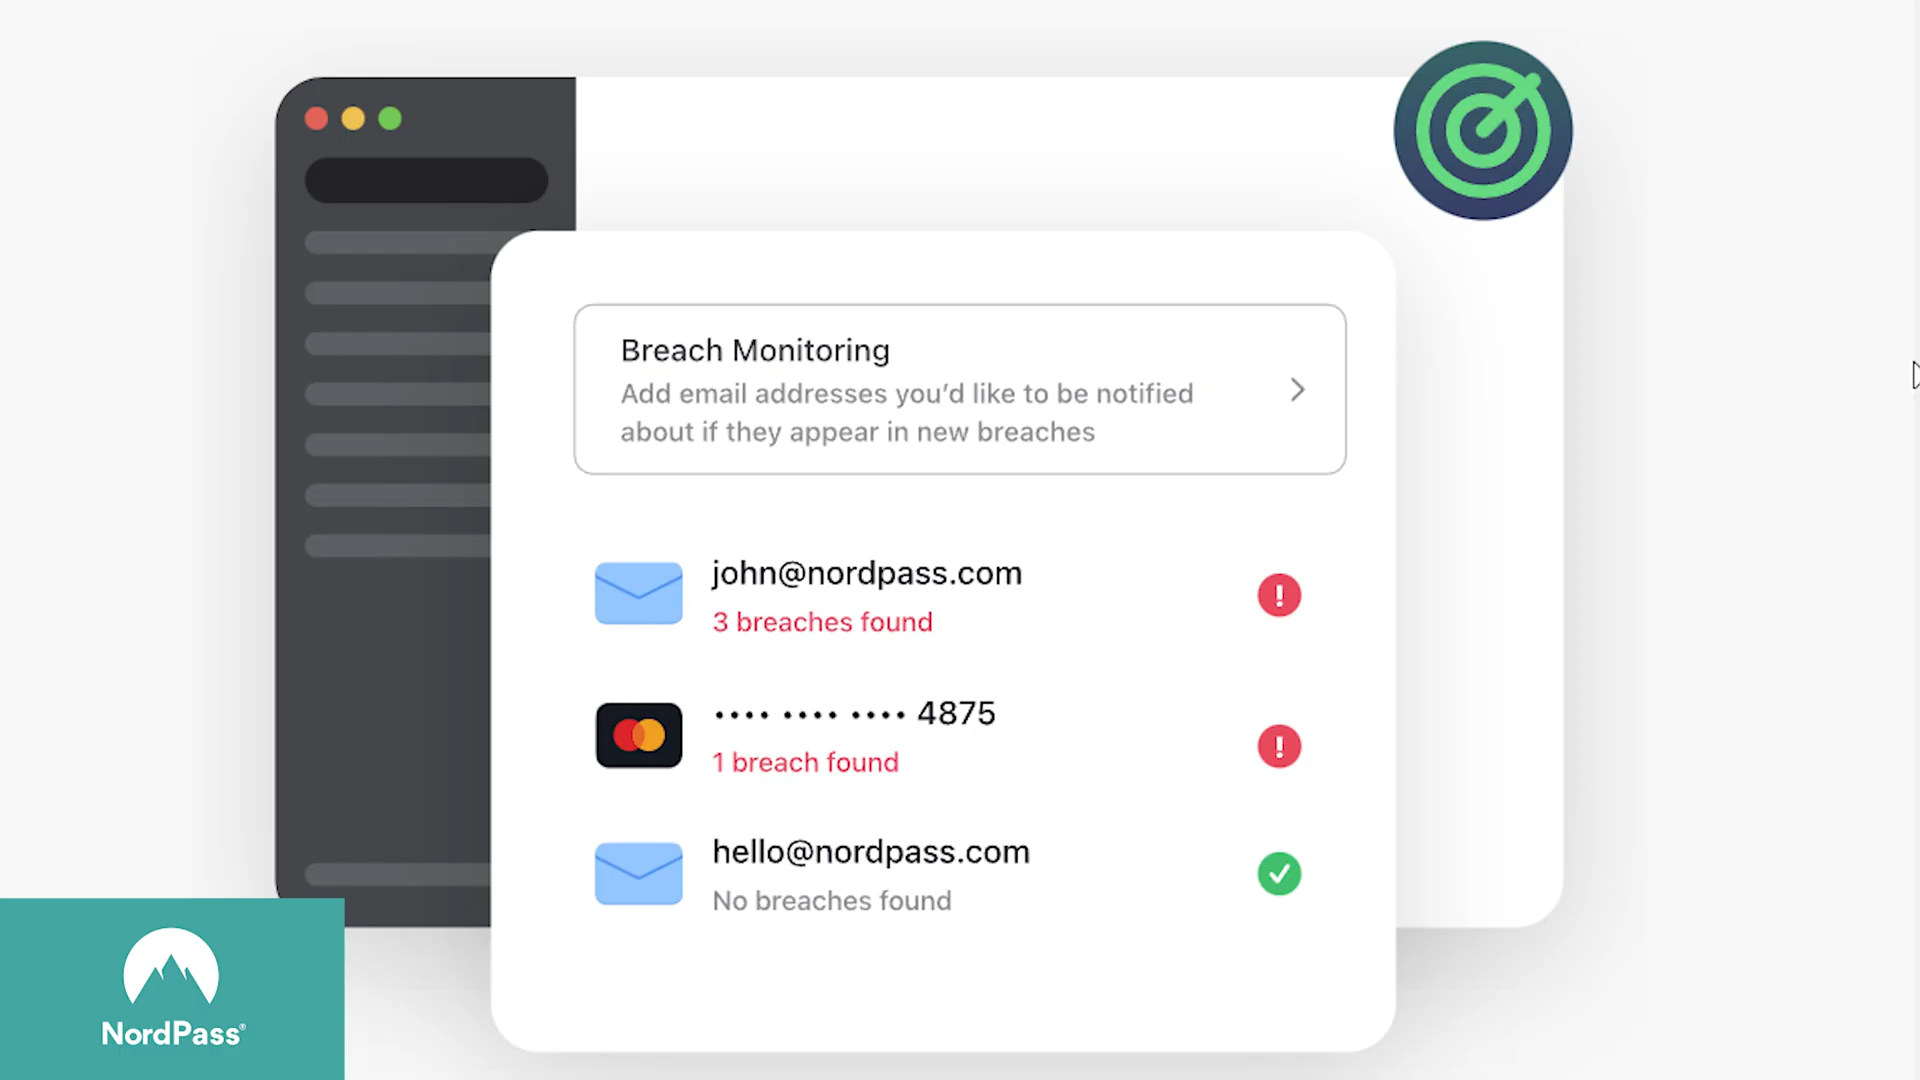 Breach Monitoring
Add email addresses you’d like to be notified
about if they appear in new breaches
john@nordpass.com
3 breaches found
•••• •••• •••• 4875
1 breach found
hello@nordpass.com
No breaches found
NordPass®